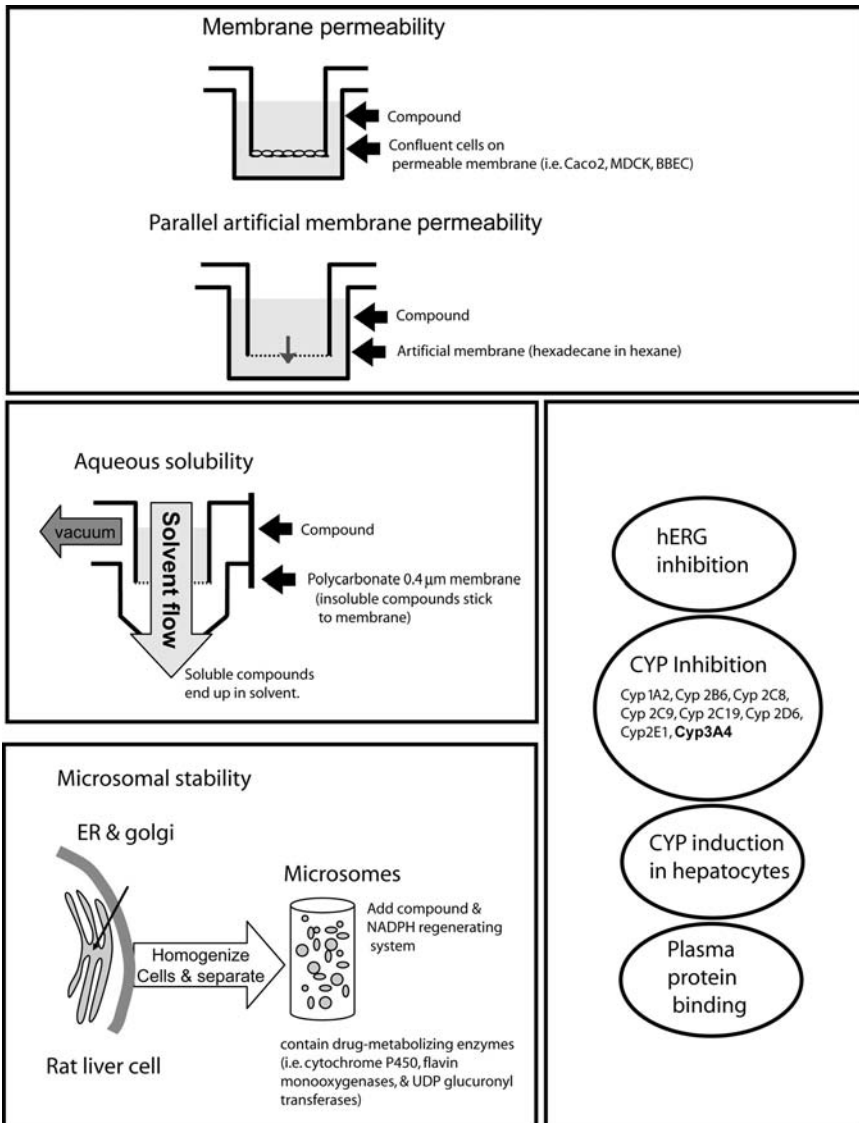 Membrane permeability
Compound
Confluent cells on
permeable membrane (i.e. Caco2, MDCK, BBEC)
Parallel artificial membrane permeability
Compound
Artificial membrane (hexadecane in hexane)
Aqueous solubility
vacuum
Solvent flow
Compound
Polycarbonate 0.4 µm membrane
(insoluble compounds stick
to membrane)
Soluble compounds
end up in solvent.
Microsomal stability
ER & golgi
Microsomes
Add compound &
NADPH regenerating
system
Homogenize
Cells & separate
Rat liver cell
contain drug-metabolizing enzymes
(i.e. cytochrome P450, flavin
monooxygenases, & UDP glucuronyl
transferases)
hERG
inhibition
CYP Inhibition
Cyp 1A2, Cyp 2B6, Cyp 2C8,
Cyp 2C9, Cyp 2C19, Cyp 2D6,
Cyp2E1, Cyp3A4
CYP induction
in hepatocytes
Plasma
protein
binding